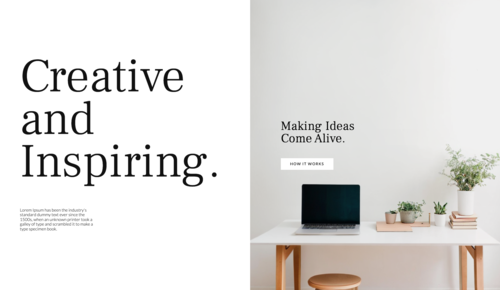 Creative
and
Inspiring.
Lorem Ipsum has been the industry's
standard dummy text ever since the
1500s, when an unknown printer took a
galley of type and scrambled it to make a
type specimen book.
Making Ideas
Come Alive.
HOW IT WORKS